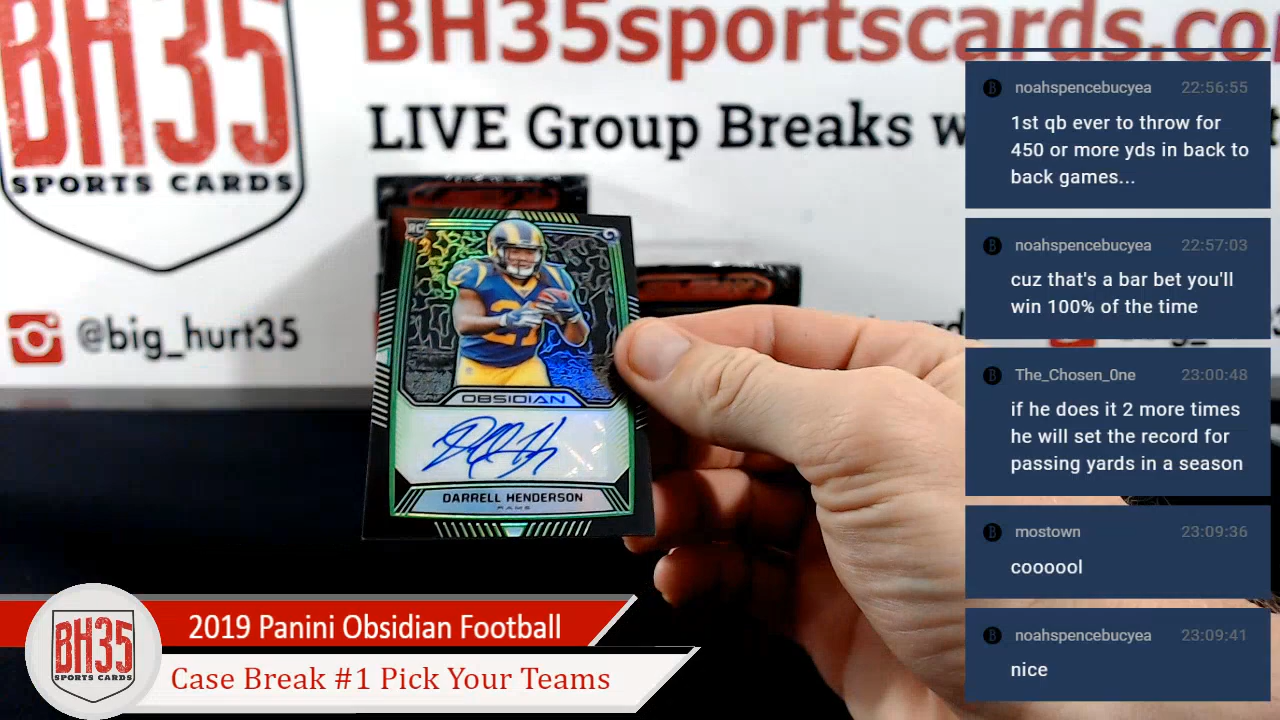 BH35
SPORTS CARDS
BH35sportscards.co
LIVE Group Breaks w
@big_hurt35
RC
27
OBSIDIAN
DARRELL HENDERSON
RAMS
noahspencebucyea 22:56:55
1st qb ever to throw for
450 or more yds in back to
back games...
noahspencebucyea 22:57:03
cuz that's a bar bet you'll
win 100% of the time
The_Chosen_0ne 23:00:48
if he does it 2 more times
he will set the record for
passing yards in a season
mostown 23:09:36
coooool
noahspencebucyea 23:09:41
nice
BH35
SPORTS CARDS
2019 Panini Obsidian Football
Case Break #1 Pick Your Teams